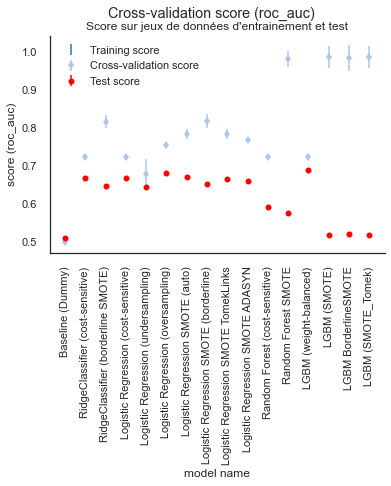 Cross-validation score (roc_auc)
Score sur jeux de données d'entrainement et test
Training score
Cross-validation score
Test score
score (roc_auc)
1.0
0.9
0.8
0.7
0.6
0.5
Baseline (Dummy)
RidgeClassifier (cost-sensitive)
RidgeClassifier (borderline SMOTE)
Logistic Regression (cost-sensitive)
Logistic Regression (undersampling)
Logistic Regression (oversampling)
Logistic Regression SMOTE (auto)
Logistic Regression SMOTE (borderline)
Logistic Regression SMOTE TomekLinks
Logistic Regression SMOTE ADASYN
Random Forest (cost-sensitive)
Random Forest SMOTE
LGBM (weight-balanced)
LGBM (SMOTE)
LGBM BorderlineSMOTE
LGBM (SMOTE_Tomek)
model name